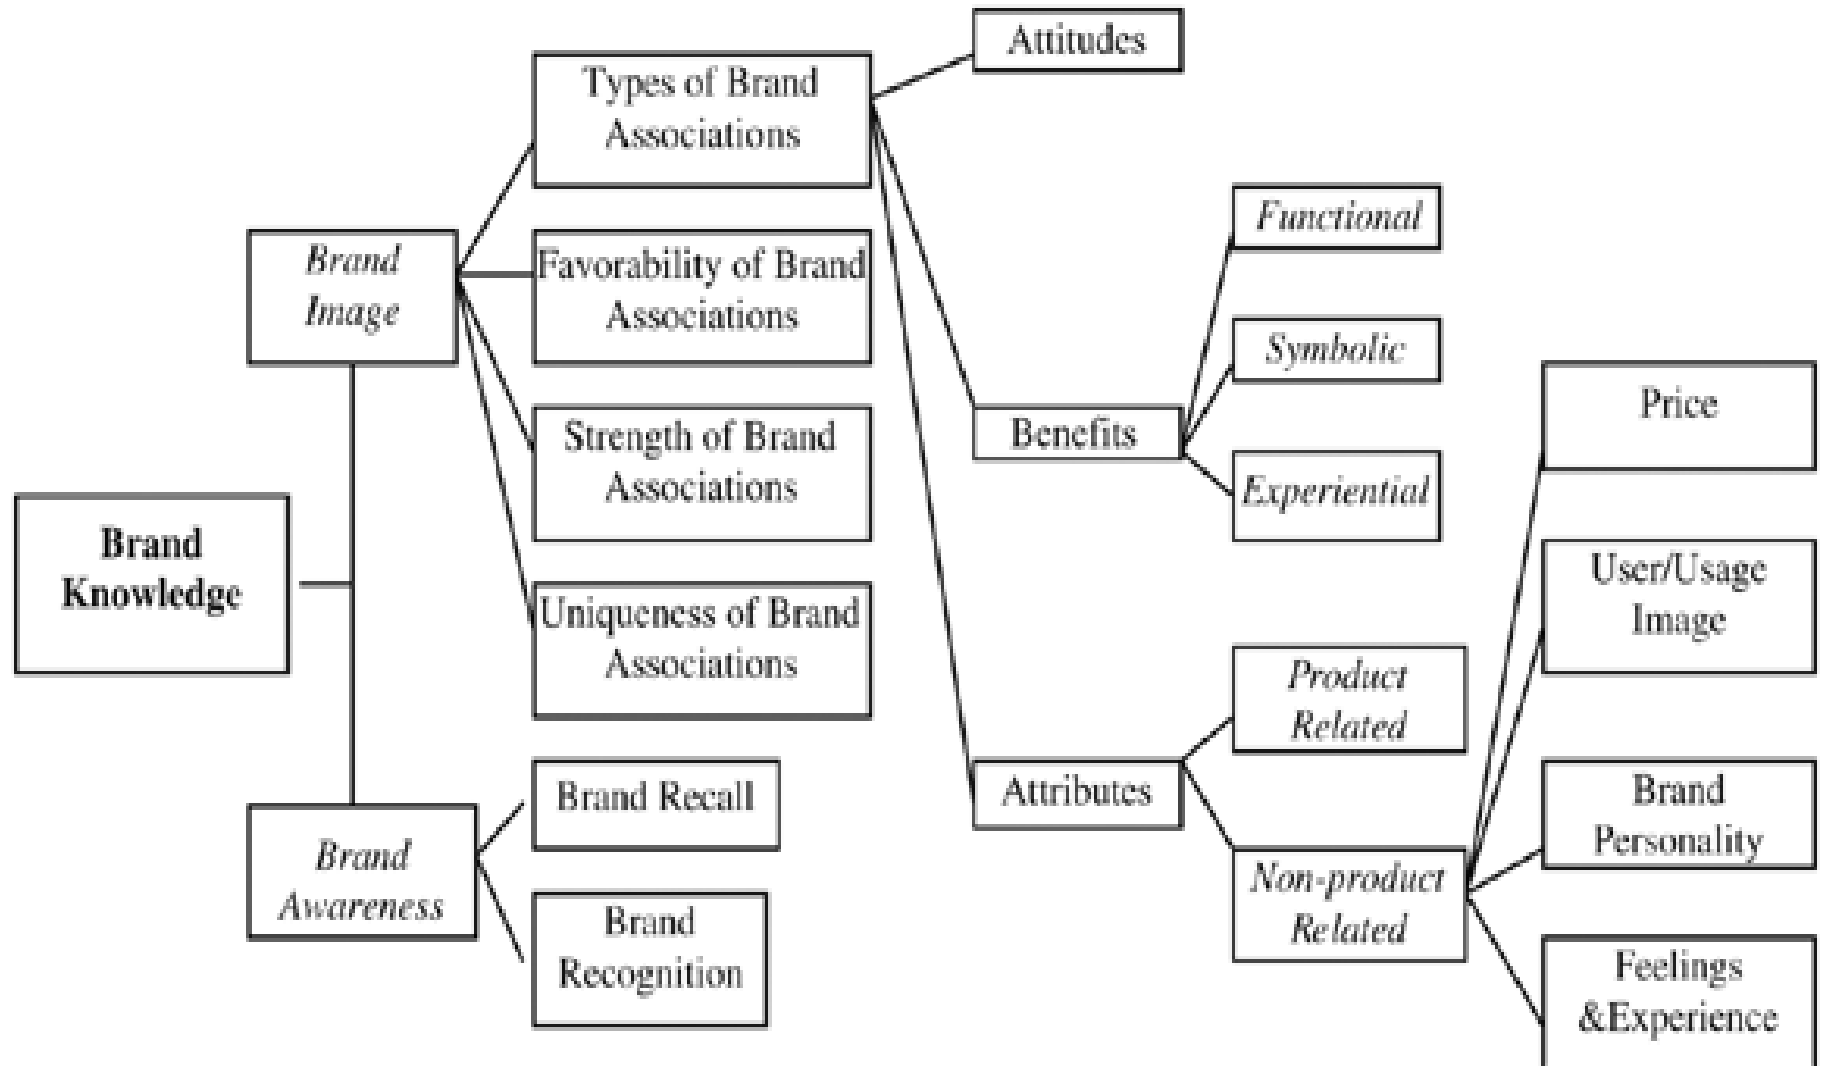 Attitudes
Types of Brand
Associations
Functional
Brand
Image
Favorability of Brand
Associations
Symbolic
Price
Strength of Brand
Associations
Benefits
Experiential
Brand
Knowledge
User/Usage
Image
Uniqueness of Brand
Associations
Product
Related
Brand Recall
Attributes
Brand
Personality
Brand
Awareness
Non-product
Related
Brand
Recognition
Feelings
&Experience